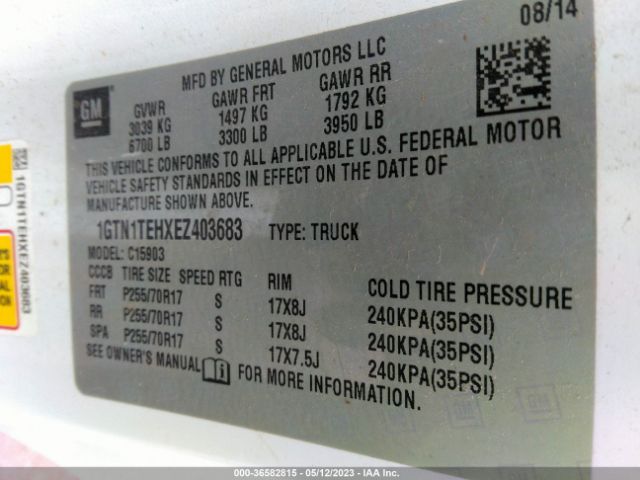 08/14
MFD BY GENERAL MOTORS LLC
GM
GVWR GAWR FRT GAWR RR
3039 KG 1497 KG 1792 KG
6700 LB 3300 LB 3950 LB
THIS VEHICLE CONFORMS TO ALL APPLICABLE U.S. FEDERAL MOTOR
VEHICLE SAFETY STANDARDS IN EFFECT ON THE DATE OF
MANUFACTURE SHOWN ABOVE.
1GTN1TEHXEZ403683 TYPE: TRUCK
MODEL: C15903
CCCB TIRE SIZE SPEED RTG RIM COLD TIRE PRESSURE
FRT P255/70R17 S 17X8J 240KPA(35PSI)
RR P255/70R17 S 17X8J 240KPA(35PSI)
SPA P255/70R17 S 17X7.5J 240KPA(35PSI)
SEE OWNER'S MANUAL FOR MORE INFORMATION.
1GTN1TEHXEZ403683
000-36582815 - 05/12/2023 - IAAI.com